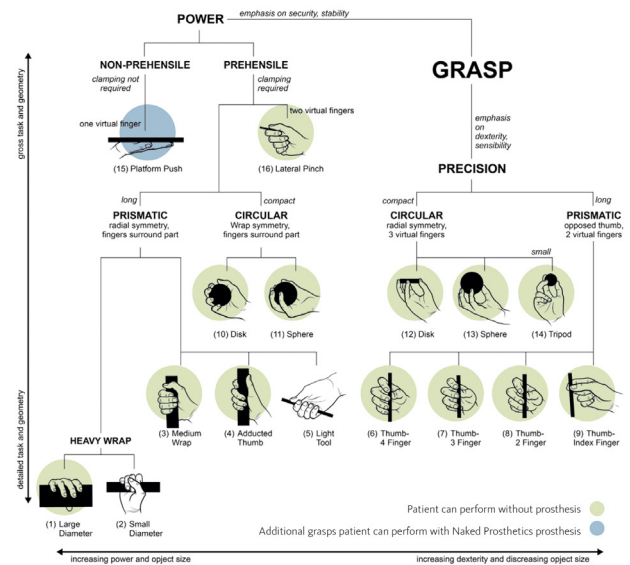 POWER
emphasis on security, stability
NON-PREHENSILE
clamping not
required
PREHENSILE
clamping
required
GRASP
one virtual finger
two virtual fingers
emphasis
on
dexterity,
sensibility
(15) Platform Push
(16) Lateral Pinch
PRECISION
long
compact
compact
long
PRISMATIC
radial symmetry,
fingers surround part
CIRCULAR
Wrap symmetry,
fingers surround part
CIRCULAR
radial symmetry,
3 virtual fingers
PRISMATIC
opposed thumb,
2 virtual fingers
small
(10) Disk
(11) Sphere
(12) Disk
(13) Sphere
(14) Tripod
(3) Medium
Wrap
(4) Adducted
Thumb
(5) Light
Tool
(6) Thumb-
4 Finger
(7) Thumb-
3 Finger
(8) Thumb-
2 Finger
(9) Thumb-
Index Finger
HEAVY WRAP
(1) Large
Diameter
(2) Small
Diameter
gross task and geometry
detailed task and geometry
Patient can perform without prosthesis
Additional grasps patient can perform with Naked Prosthetics prosthesis
increasing power and opject size
increasing dexterity and discreasing object size